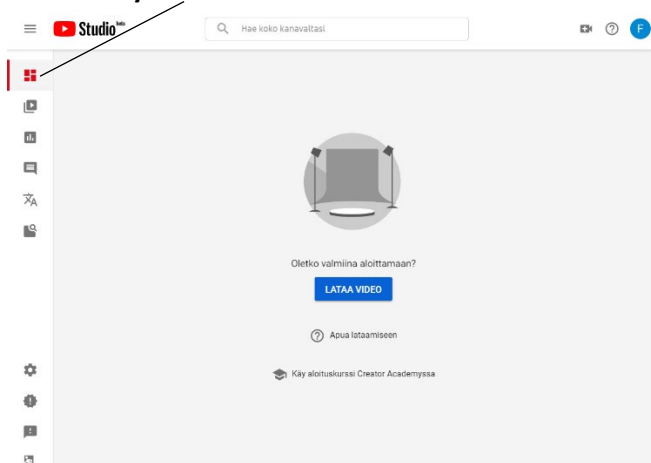 Studio beta
Hae koko kanavaltasi
F
Oletko valmiina aloittamaan?
LATAA VIDEO
Apua lataamiseen
Käy aloituskurssi Creator Academyssa